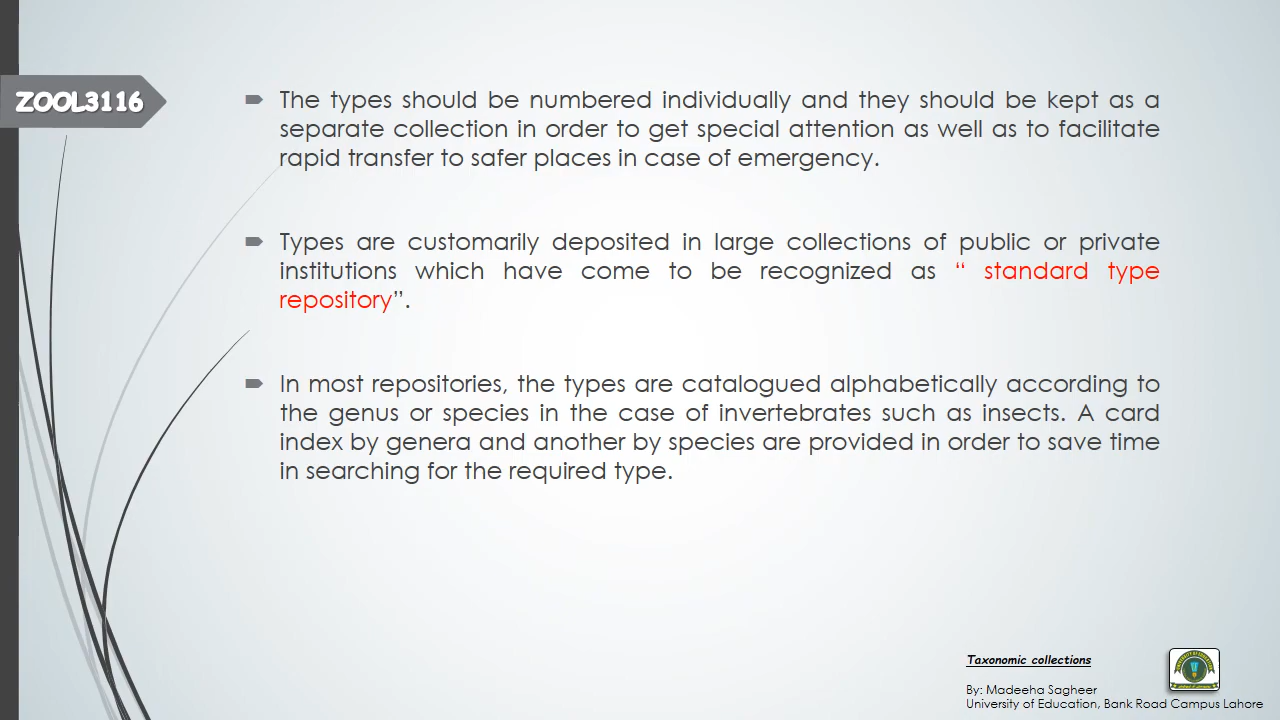 ZOOL3116
The types should be numbered individually and they should be kept as a
separate collection in order to get special attention as well as to facilitate
rapid transfer to safer places in case of emergency.
Types are customarily deposited in large collections of public or private
institutions which have come to be recognized as “ standard type
repository”.
In most repositories, the types are catalogued alphabetically according to
the genus or species in the case of invertebrates such as insects. A card
index by genera and another by species are provided in order to save time
in searching for the required type.
Taxonomic collections
By: Madeeha Sagheer
University of Education, Bank Road Campus Lahore